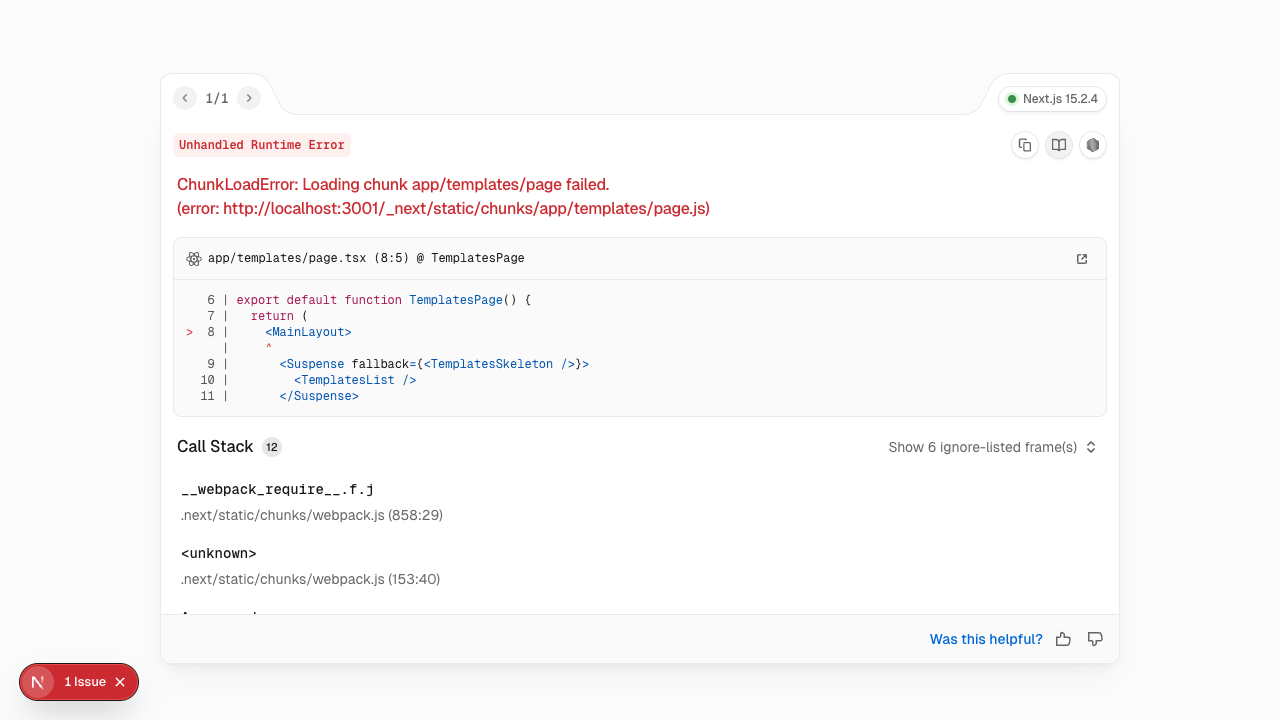 1/1
Next.js 15.2.4
Unhandled Runtime Error
ChunkLoadError: Loading chunk app/templates/page failed.
(error: http://localhost:3001/_next/static/chunks/app/templates/page.js)
app/templates/page.tsx (8:5) @ TemplatesPage
6 | export default function TemplatesPage() {
7 |   return (
> 8 |     <MainLayout>
|     ^
9 |       <Suspense fallback={<TemplatesSkeleton />}>
10 |         <TemplatesList />
11 |       </Suspense>
Call Stack 12
Show 6 ignore-listed frame(s)
__webpack_require__.f.j
.next/static/chunks/webpack.js (858:29)
<unknown>
.next/static/chunks/webpack.js (153:40)
Was this helpful?
N 1 Issue